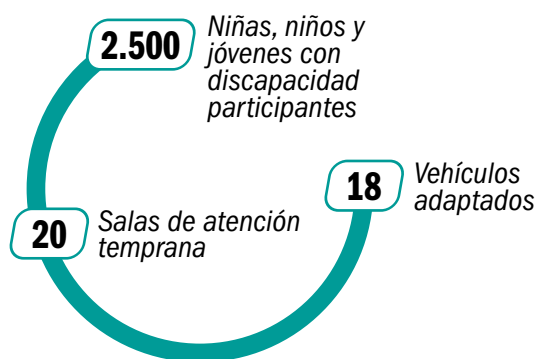 2.500
Niñas, niños y
jóvenes con
discapacidad
participantes
18
Vehículos
adaptados
20
Salas de atención
temprana